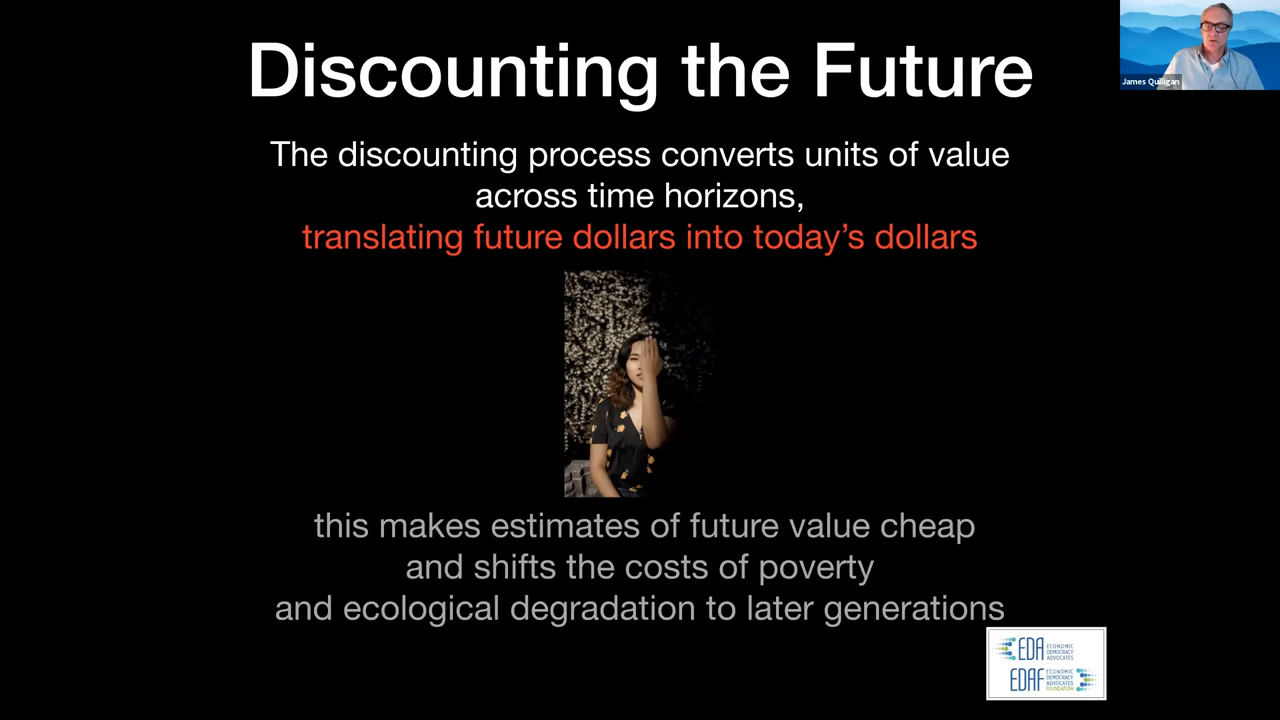 Discounting the Future
James Quilligan
The discounting process converts units of value
across time horizons,
translating future dollars into today’s dollars
this makes estimates of future value cheap
and shifts the costs of poverty
and ecological degradation to later generations
EDA ECONOMIC
DEMOCRACY
ADVOCATES
EDAF ECONOMIC
DEMOCRACY
ADVOCATES
FOUNDATION